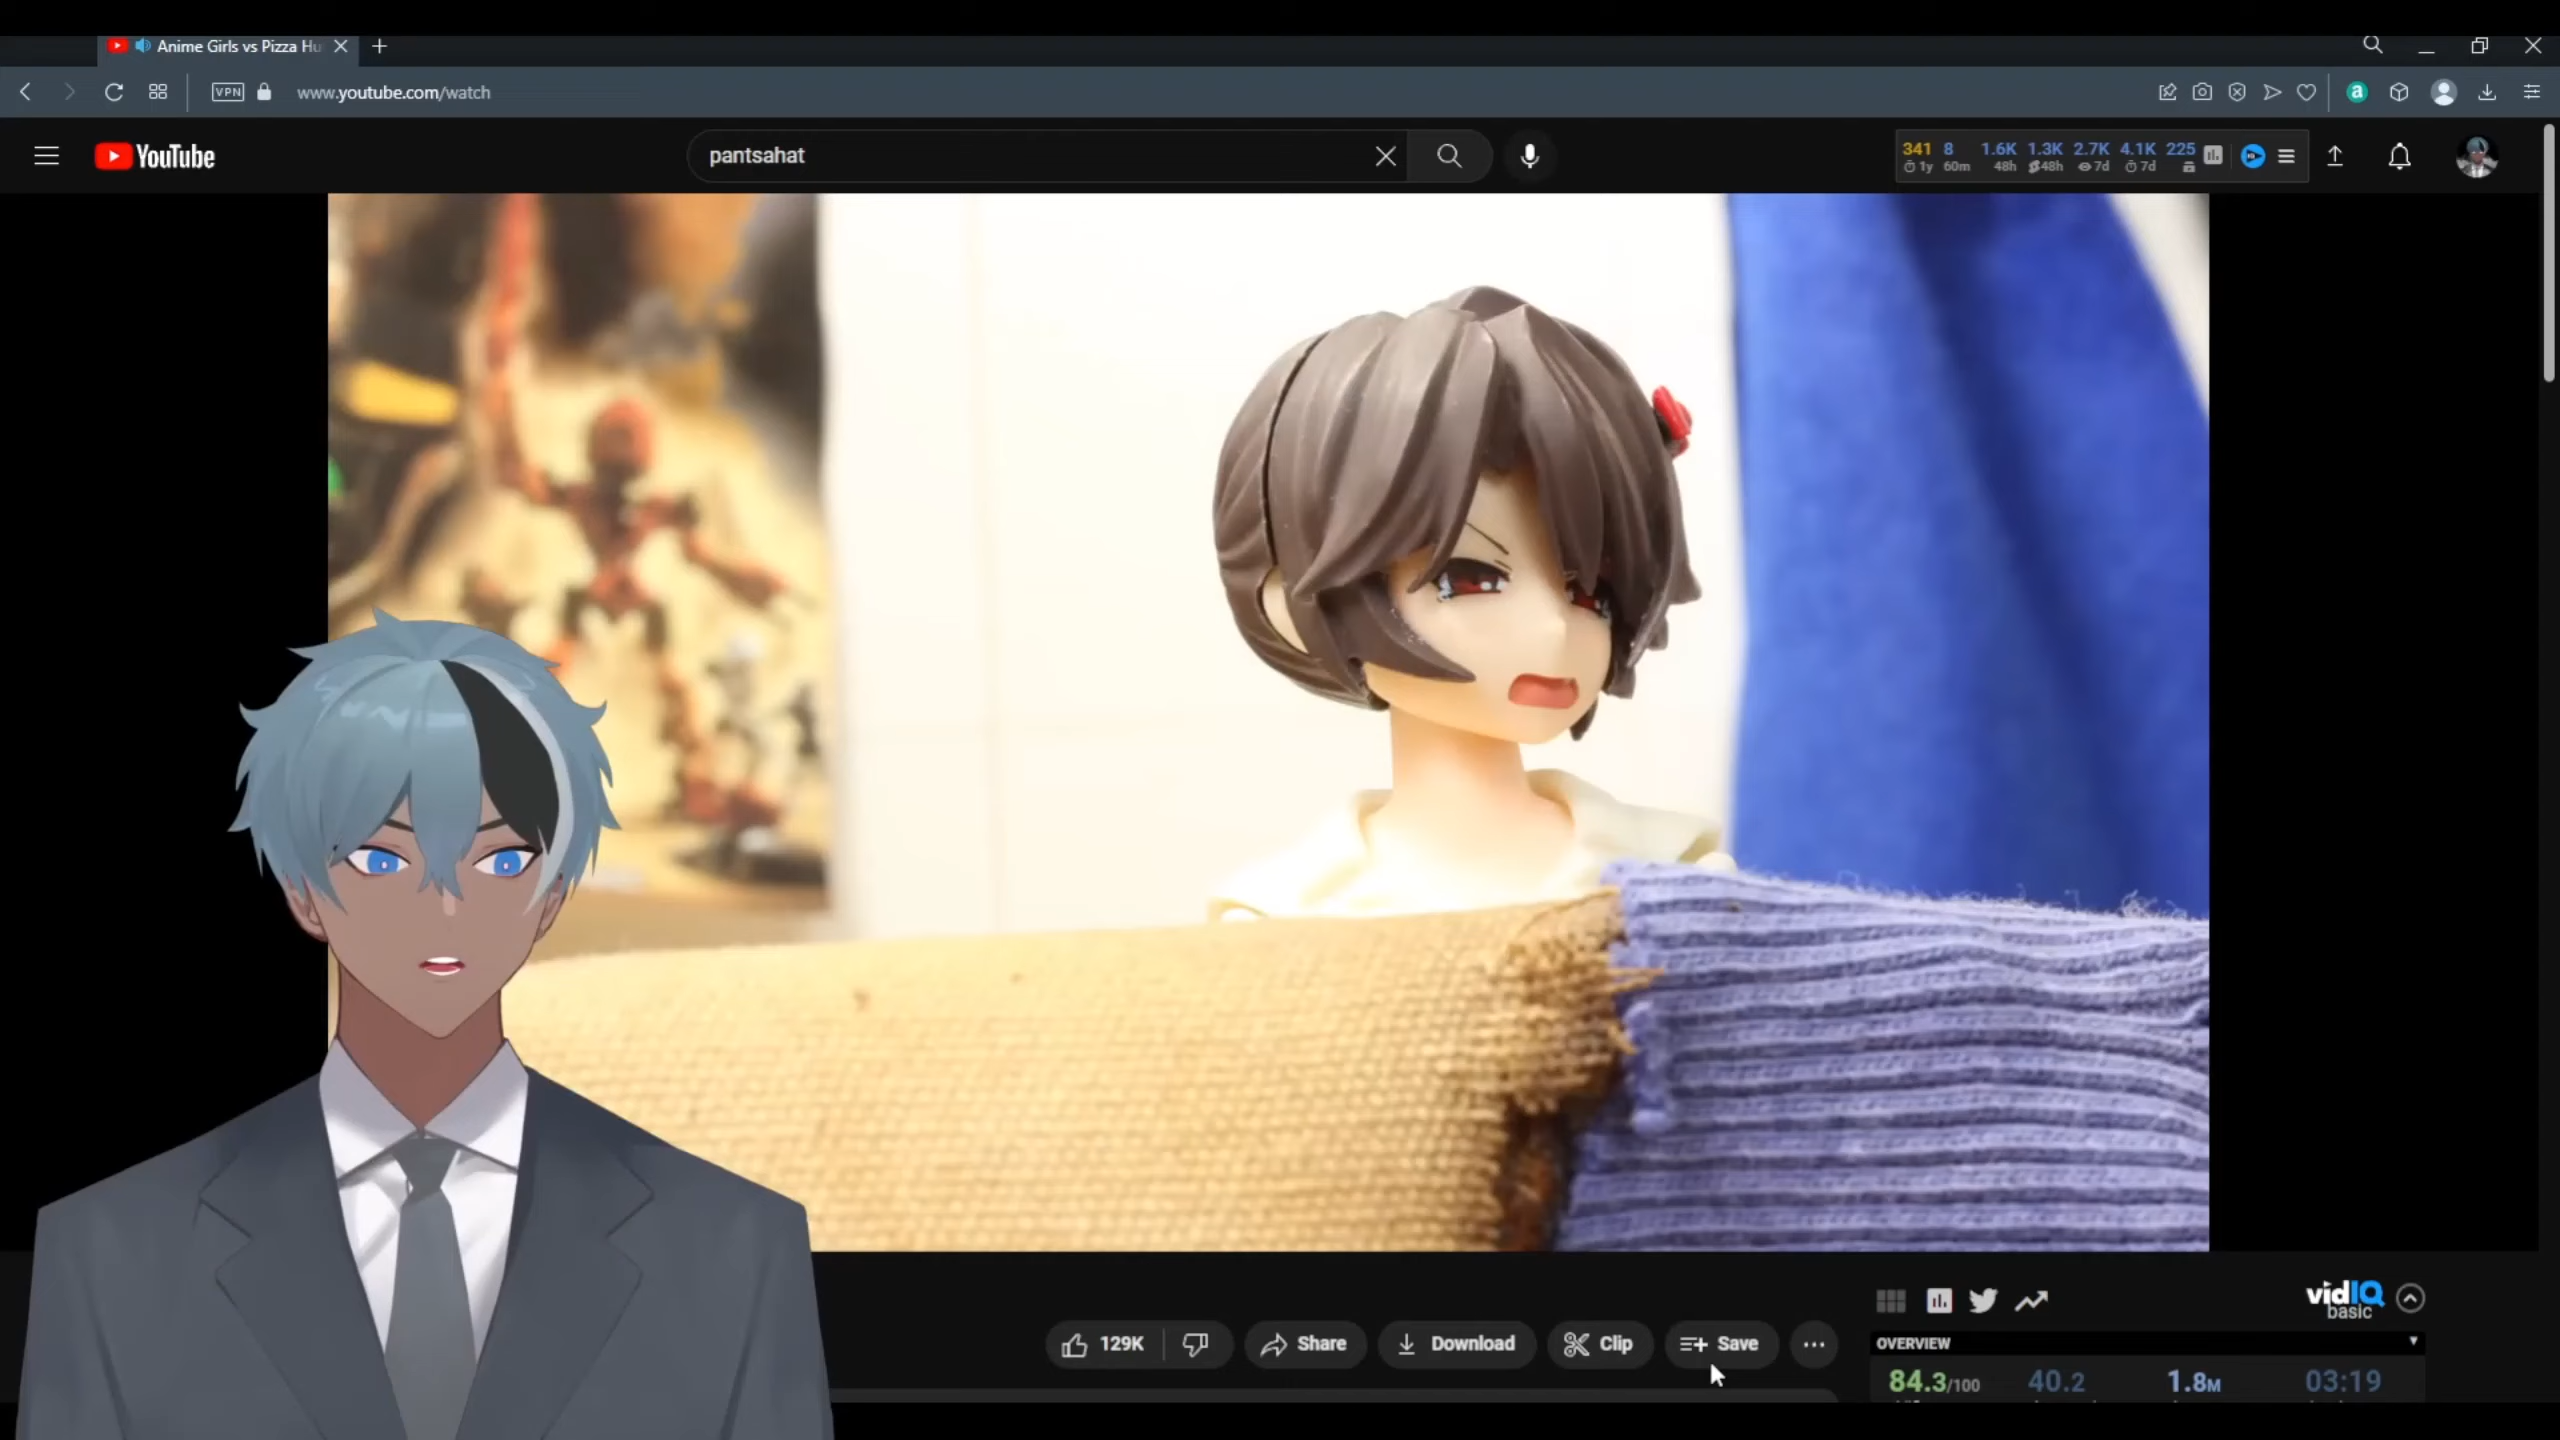 Anime Girls vs Pizza Hu
VPN
www.youtube.com/watch
YouTube
pantsahat
341 8 1.6K 1.3K 2.7K 4.1K 225
1y 60m 48h 48h 7d 7d
a
129K
Share
Download
Clip
Save
vidIQ
basic
OVERVIEW
84.3/100 40.2 1.8M 03:19